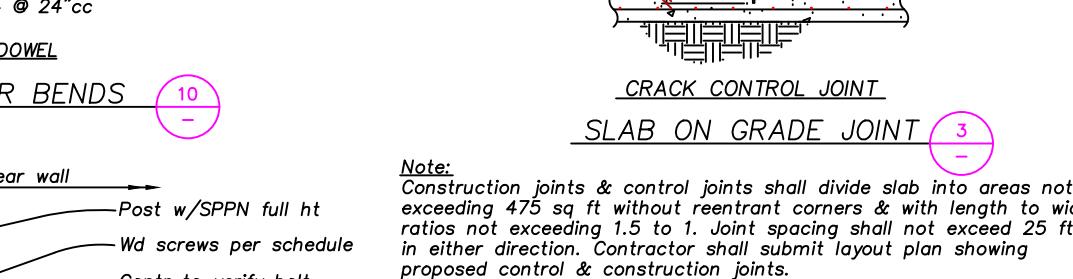 @ 24"cc
DOWEL
BENDS
10
–
CRACK CONTROL JOINT
SLAB ON GRADE JOINT
3
–
Note:
Construction joints & control joints shall divide slab into areas not
exceeding 475 sq ft without reentrant corners & with length to
ratios not exceeding 1.5 to 1. Joint spacing shall not exceed 25 ft
in either direction. Contractor shall submit layout plan showing
proposed control & construction joints.
wall
Post w/SPPN full ht
Wd screws per schedule